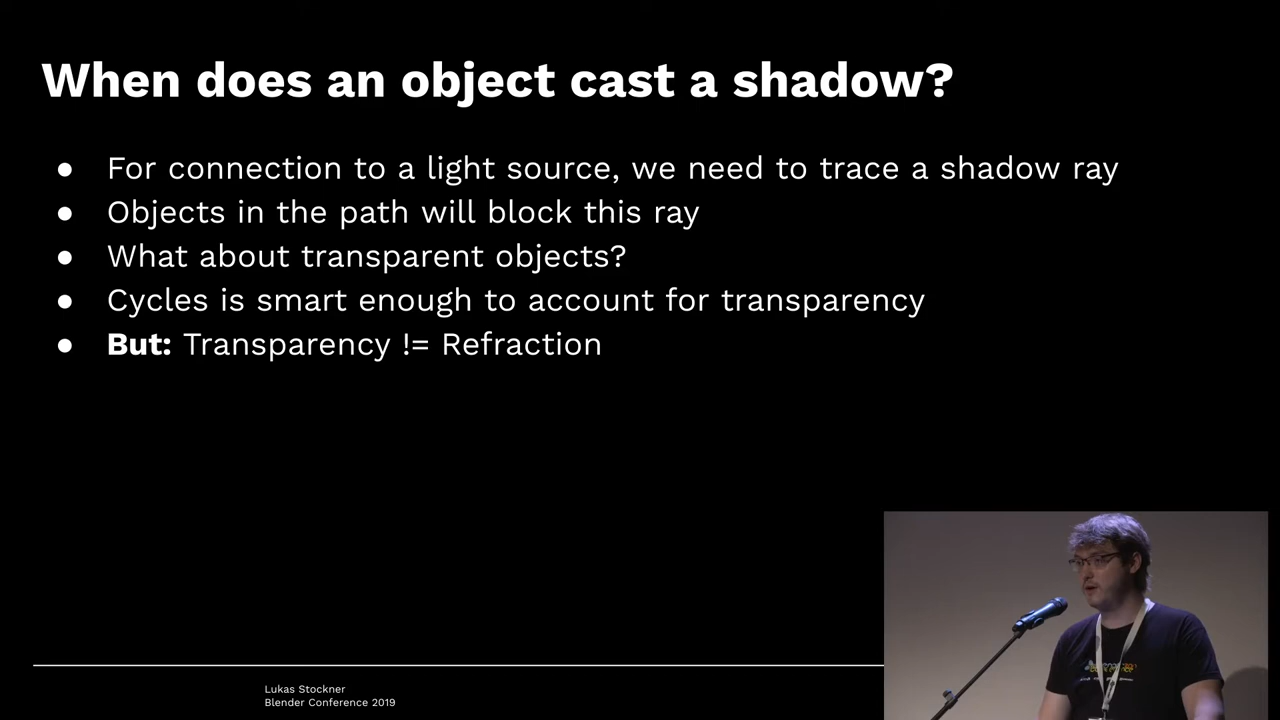 When does an object cast a shadow?
● For connection to a light source, we need to trace a shadow ray
● Objects in the path will block this ray
● What about transparent objects?
● Cycles is smart enough to account for transparency
● But: Transparency != Refraction
Lukas Stockner
Blender Conference 2019